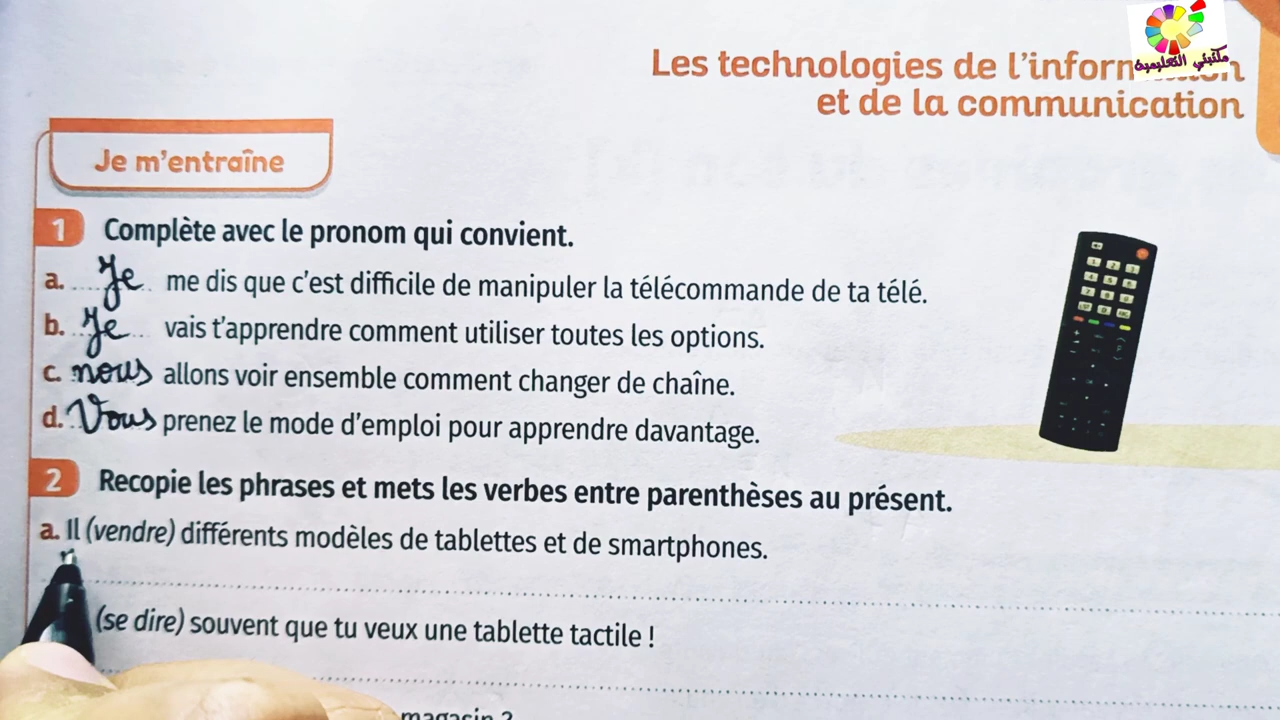 مكتبتي التعليمية
Les technologies de l'inform
et de la communication
Je m'entraîne
1 Complète avec le pronom qui convient.
a. Je me dis que c'est difficile de manipuler la télécommande de ta télé.
b. Je vais t'apprendre comment utiliser toutes les options.
c. nous allons voir ensemble comment changer de chaîne.
d. Vous prenez le mode d'emploi pour apprendre davantage.
2 Recopie les phrases et mets les verbes entre parenthèses au présent.
a. Il (vendre) différents modèles de tablettes et de smartphones.
(se dire) souvent que tu veux une tablette tactile !
magasin ?